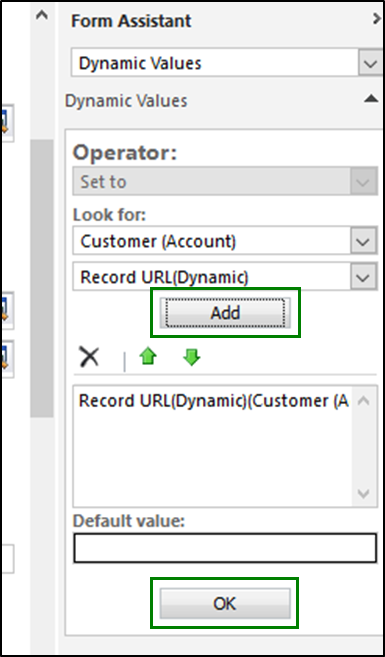 Form Assistant
Dynamic Values
Dynamic Values
Operator:
Set to
Look for:
Customer (Account)
Record URL(Dynamic)
Add
Record URL(Dynamic)(Customer (A
Default value:
OK